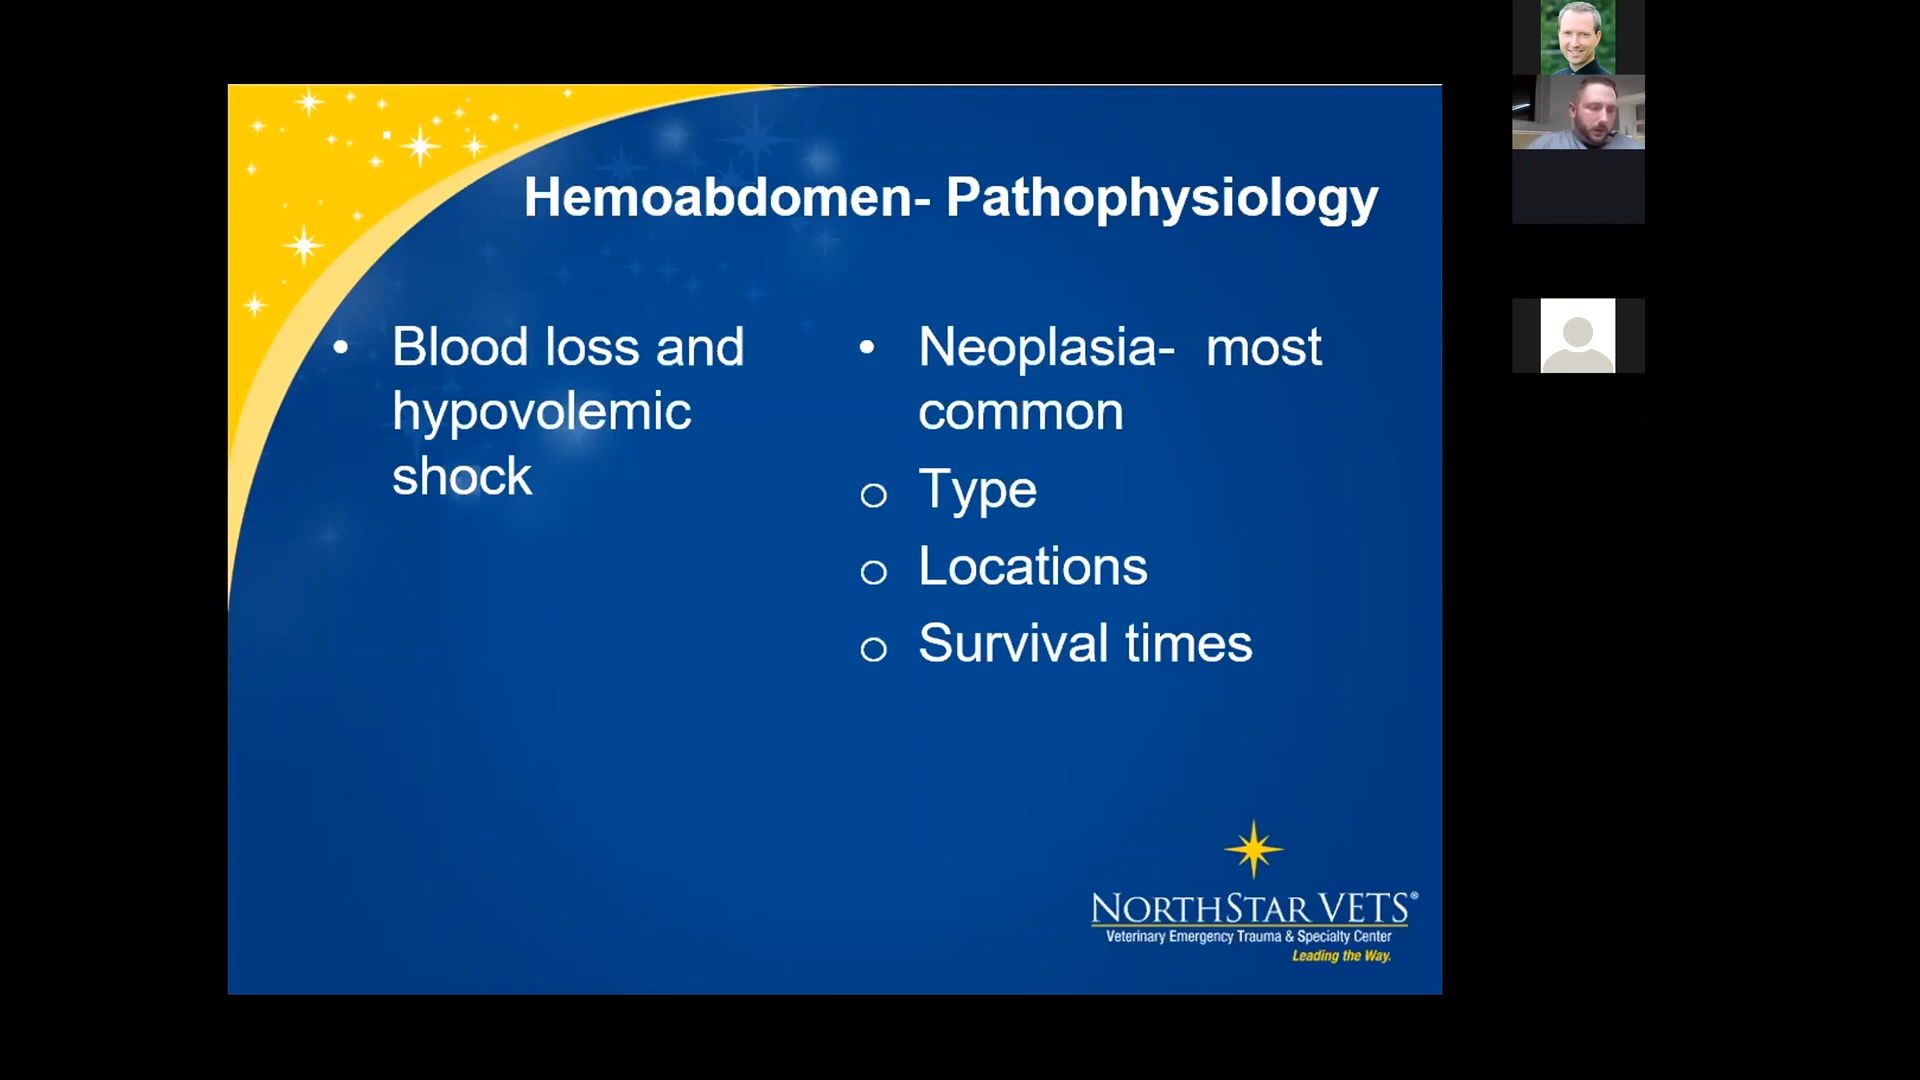 Hemoabdomen- Pathophysiology
• Blood loss and
hypovolemic
shock
• Neoplasia- most
common
o Type
o Locations
o Survival times
NORTHSTAR VETS®
Veterinary Emergency Trauma & Specialty Center
Leading the Way.